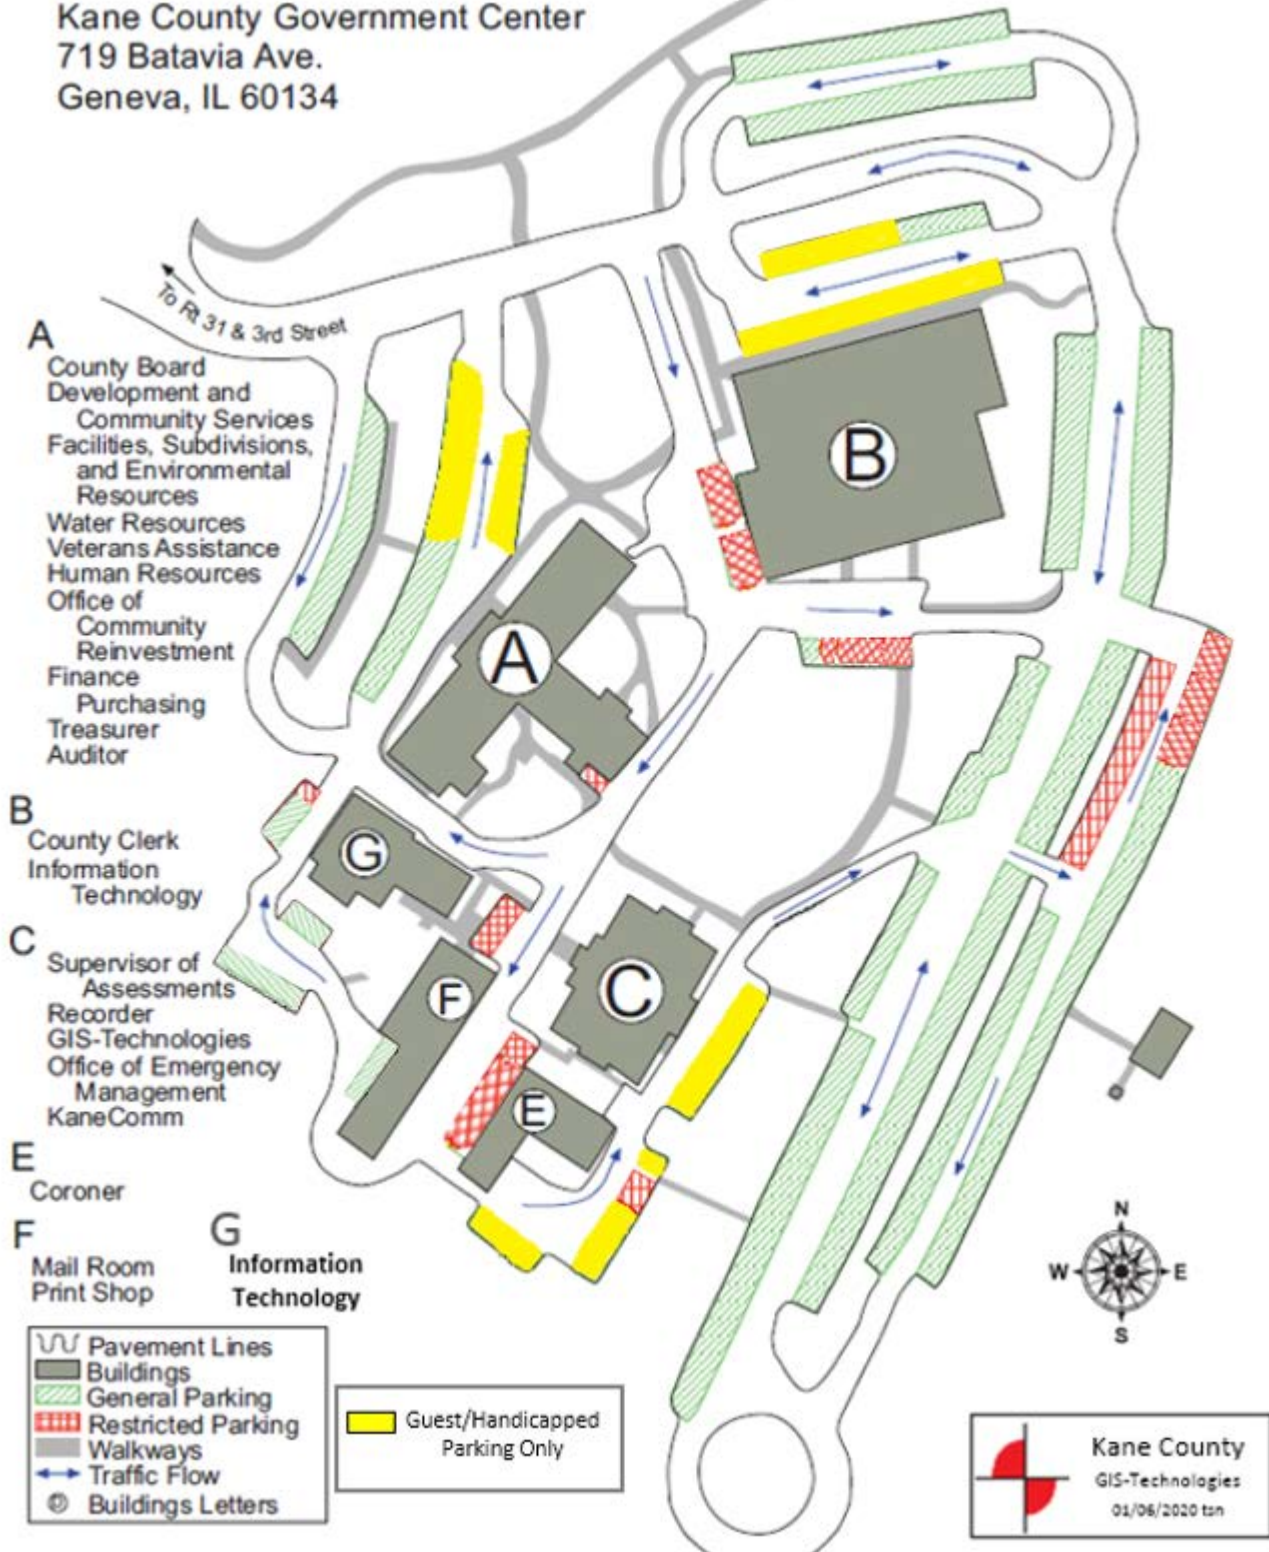 Kane County Government Center
719 Batavia Ave.
Geneva, IL 60134
To Rt 31 & 3rd Street
A
County Board
Development and
Community Services
Facilities, Subdivisions,
and Environmental
Resources
Water Resources
Veterans Assistance
Human Resources
Office of
Community
Reinvestment
Finance
Purchasing
Treasurer
Auditor
B
County Clerk
Information
Technology
C
Supervisor of
Assessments
Recorder
GIS-Technologies
Office of Emergency
Management
KaneComm
E
Coroner
F
Mail Room
Print Shop
G
Information
Technology
B
A
G
F
C
E
N
W E
S
Pavement Lines
Buildings
General Parking
Restricted Parking
Walkways
Traffic Flow
Buildings Letters
Guest/Handicapped
Parking Only
Kane County
GIS-Technologies
01/06/2020 tsn